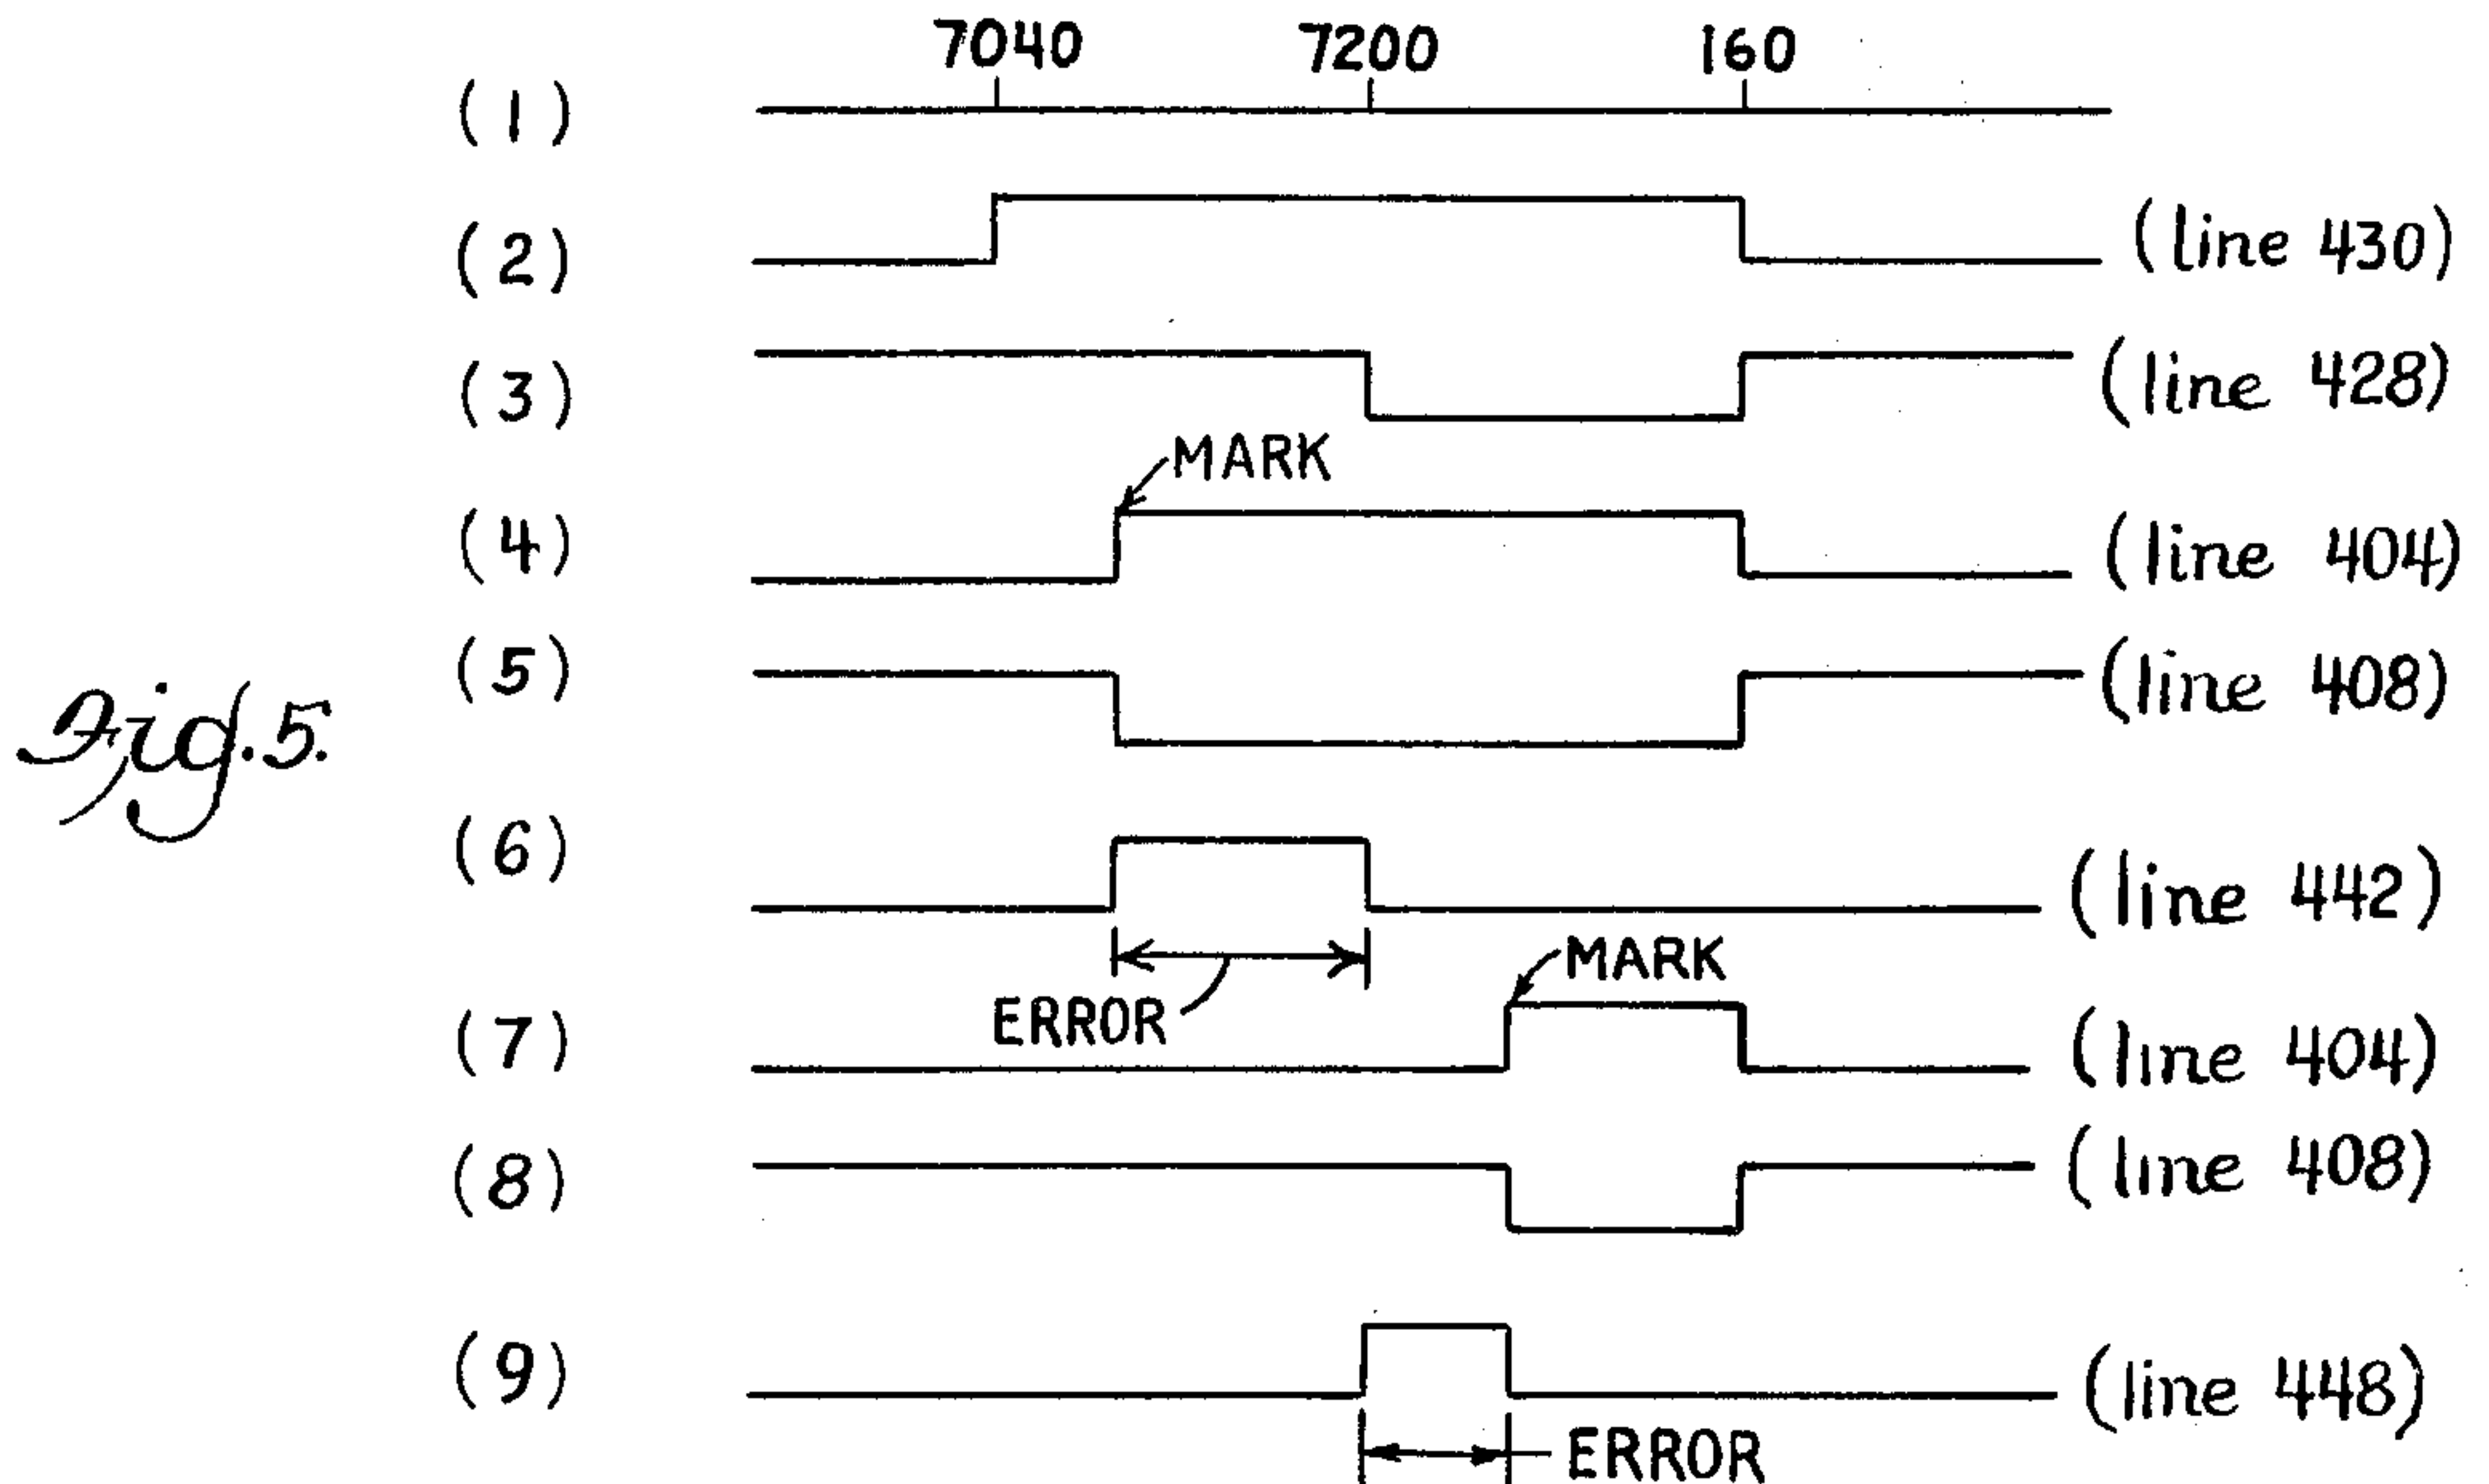 7040 7200 160
(1)
(2) (line 430)
(3) (line 428)
MARK
(4) (line 404)
(5) (line 408)
Fig. 5.
(6) (line 442)
MARK
ERROR
(7) (line 404)
(8) (line 408)
(9) (line 448)
ERROR